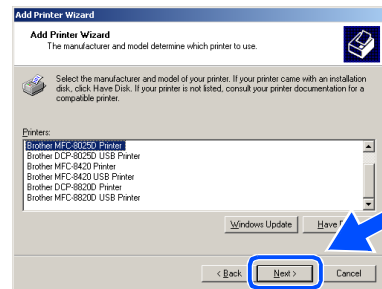 Add Printer Wizard
Add Printer Wizard
The manufacturer and model determine which printer to use.
Select the manufacturer and model of your printer. If your printer came with an installation
disk, click Have Disk. If your printer is not listed, consult your printer documentation for a
compatible printer.
Printers:
Brother MFC-8025D Printer
Brother DCP-8025D USB Printer
Brother MFC-8420 Printer
Brother MFC-8420 USB Printer
Brother DCP-8820D Printer
Brother MFC-8820D USB Printer
Windows Update
Have
< Back
Next >
Cancel